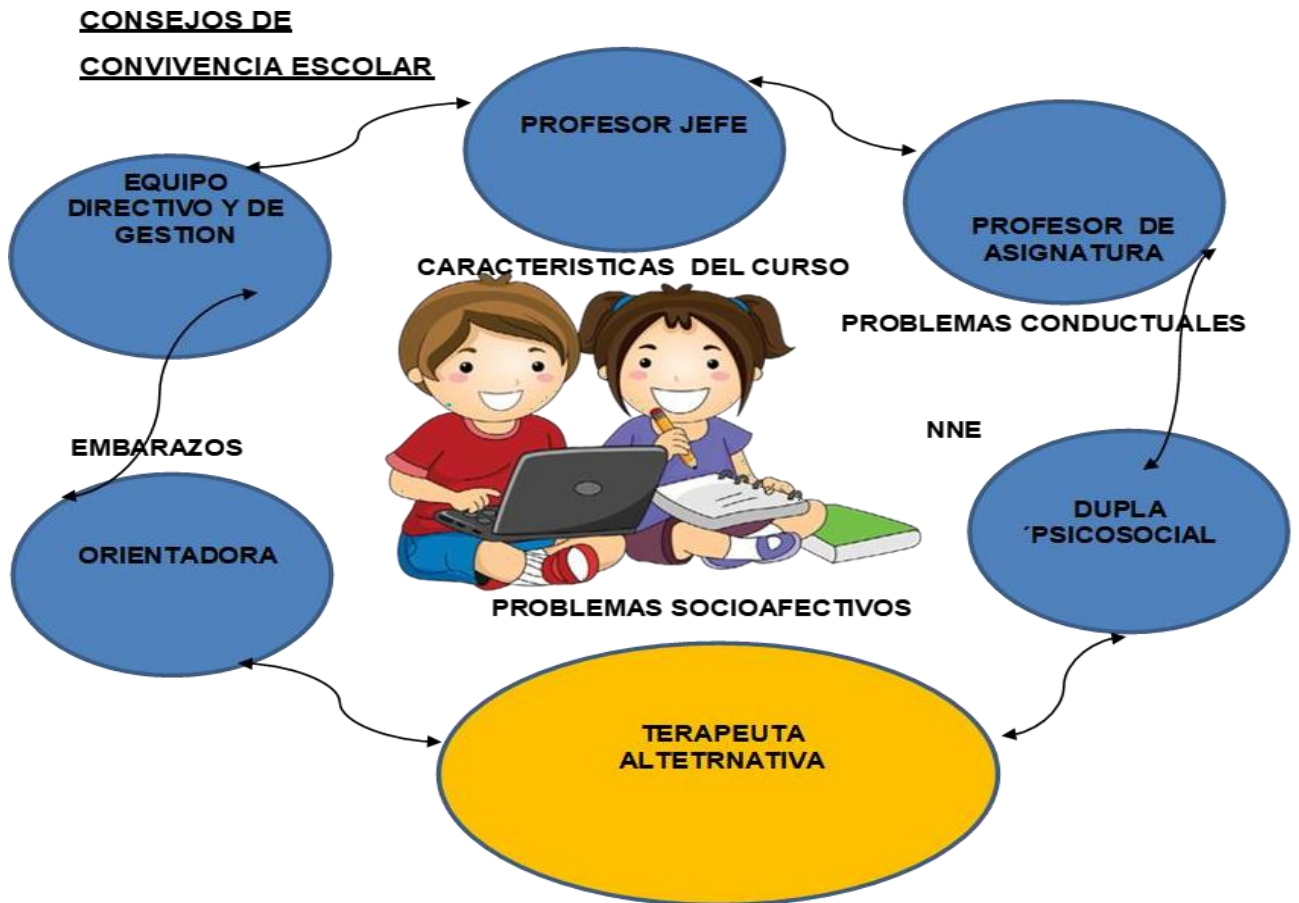 CONSEJOS DE
CONVIVENCIA ESCOLAR
PROFESOR JEFE
EQUIPO
DIRECTIVO Y DE
GESTION
PROFESOR DE
ASIGNATURA
CARACTERISTICAS DEL CURSO
PROBLEMAS CONDUCTUALES
EMBARAZOS
NNE
ORIENTADORA
DUPLA
´PSICOSOCIAL
PROBLEMAS SOCIOAFECTIVOS
TERAPEUTA
ALTETRNATIVA